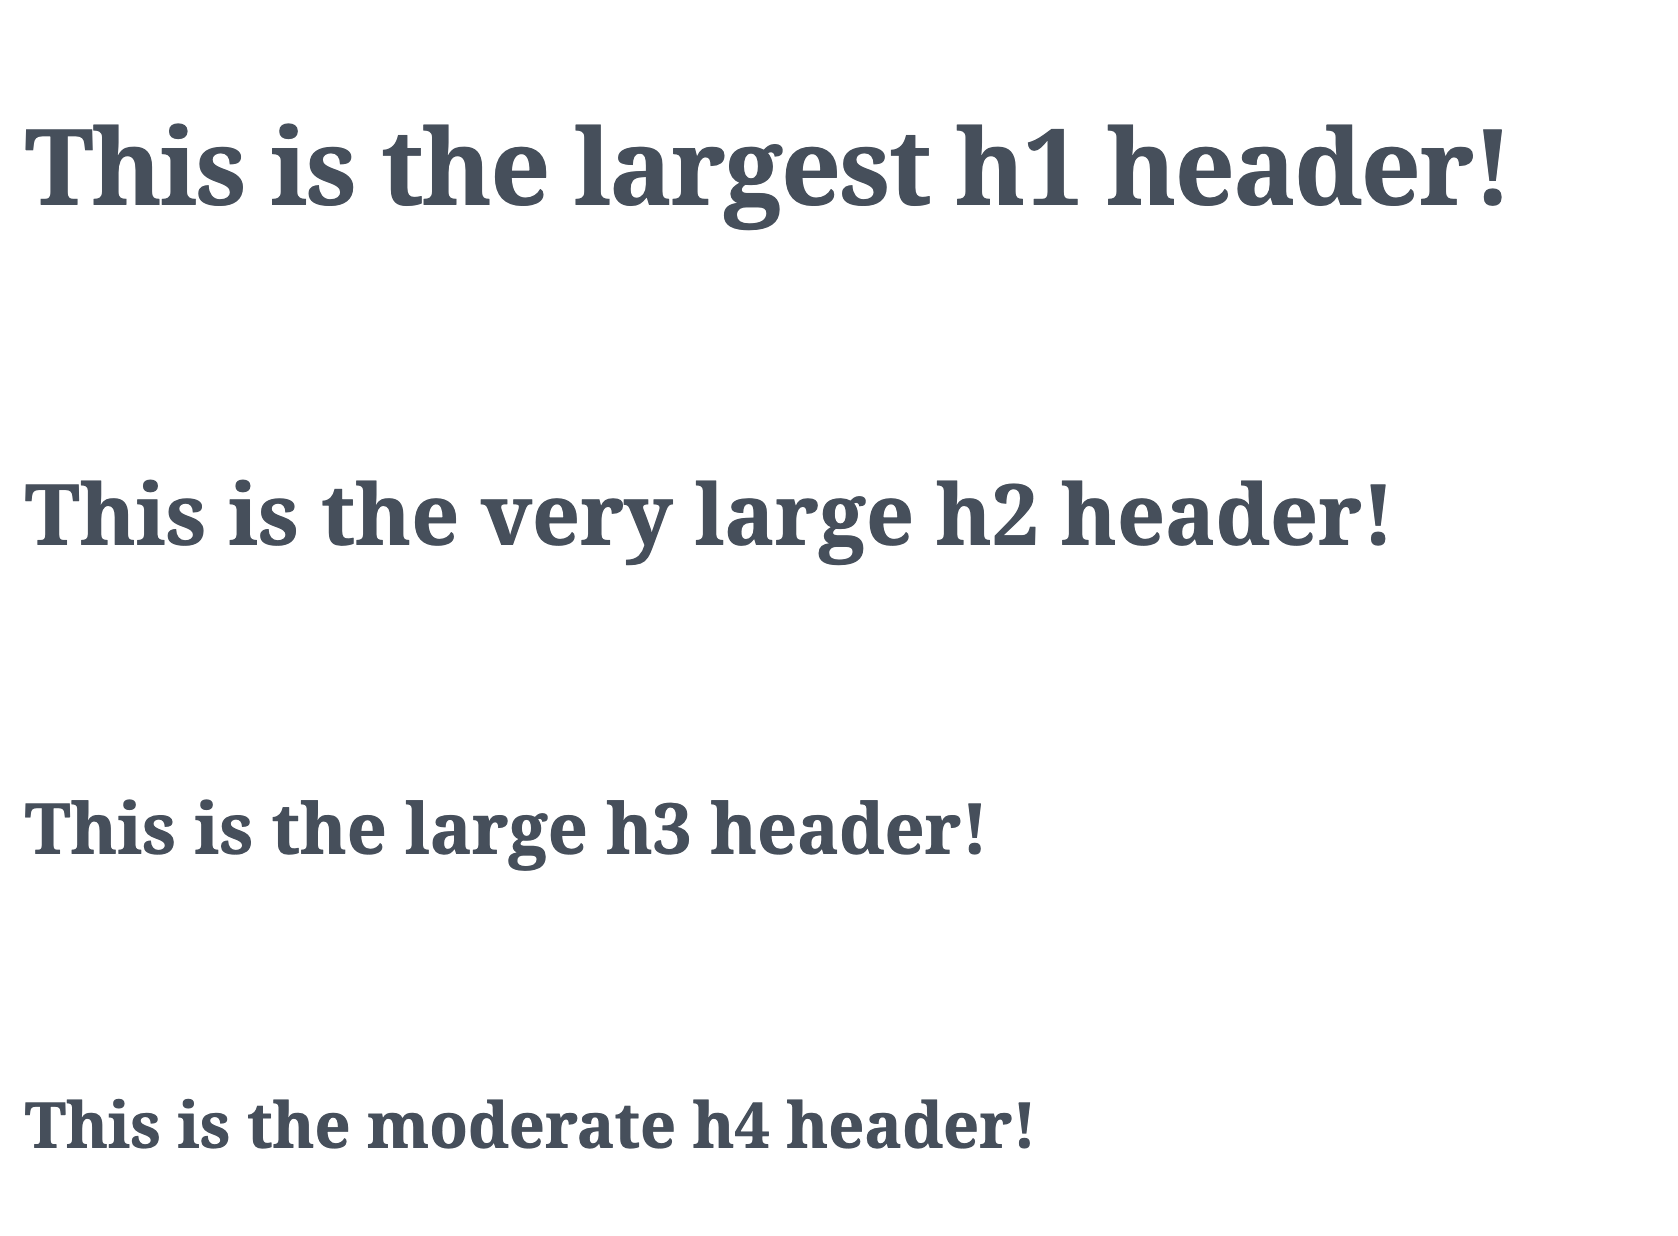 This is the largest h1 header!
This is the very large h2 header!
This is the large h3 header!
This is the moderate h4 header!